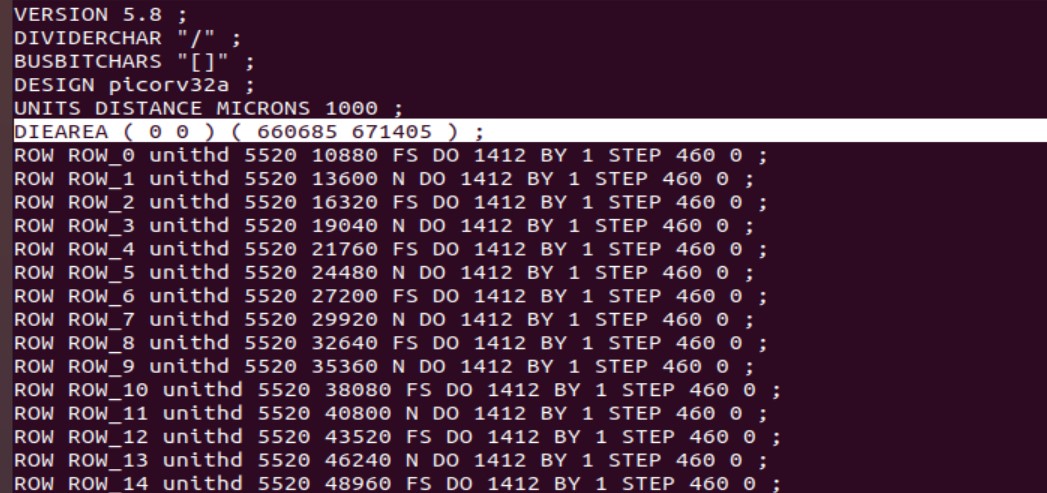 VERSION 5.8 ;
DIVIDERCHAR "/" ;
BUSBITCHARS "[]" ;
DESIGN picorv32a ;
UNITS DISTANCE MICRONS 1000 ;
DIEAREA ( 0 0 ) ( 660685 671405 ) ;
ROW ROW_0 unithd 5520 10880 FS DO 1412 BY 1 STEP 460 0 ;
ROW ROW_1 unithd 5520 13600 N DO 1412 BY 1 STEP 460 0 ;
ROW ROW_2 unithd 5520 16320 FS DO 1412 BY 1 STEP 460 0 ;
ROW ROW_3 unithd 5520 19040 N DO 1412 BY 1 STEP 460 0 ;
ROW ROW_4 unithd 5520 21760 FS DO 1412 BY 1 STEP 460 0 ;
ROW ROW_5 unithd 5520 24480 N DO 1412 BY 1 STEP 460 0 ;
ROW ROW_6 unithd 5520 27200 FS DO 1412 BY 1 STEP 460 0 ;
ROW ROW_7 unithd 5520 29920 N DO 1412 BY 1 STEP 460 0 ;
ROW ROW_8 unithd 5520 32640 FS DO 1412 BY 1 STEP 460 0 ;
ROW ROW_9 unithd 5520 35360 N DO 1412 BY 1 STEP 460 0 ;
ROW ROW_10 unithd 5520 38080 FS DO 1412 BY 1 STEP 460 0 ;
ROW ROW_11 unithd 5520 40800 N DO 1412 BY 1 STEP 460 0 ;
ROW ROW_12 unithd 5520 43520 FS DO 1412 BY 1 STEP 460 0 ;
ROW ROW_13 unithd 5520 46240 N DO 1412 BY 1 STEP 460 0 ;
ROW ROW_14 unithd 5520 48960 FS DO 1412 BY 1 STEP 460 0 ;